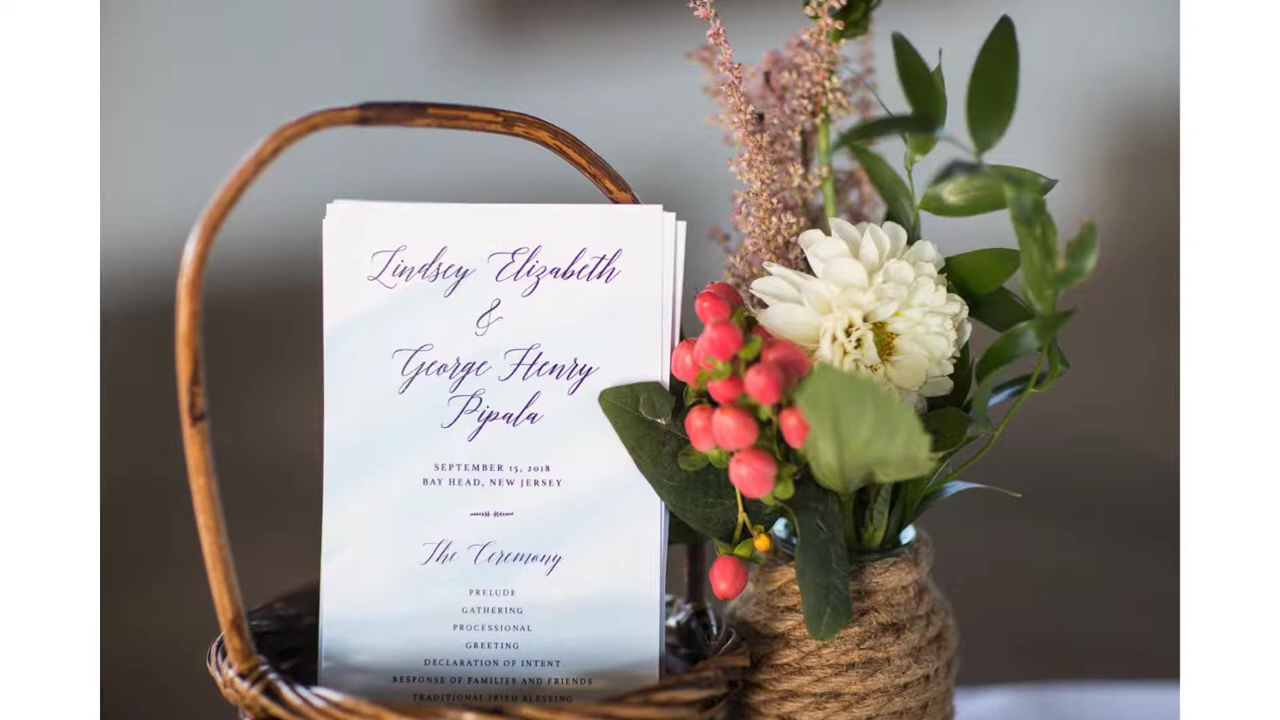 Lindsey Elizabeth
&
George Henry
Pipala
SEPTEMBER 15, 2018
BAY HEAD, NEW JERSEY
The Ceremony
PRELUDE
GATHERING
PROCESSIONAL
GREETING
DECLARATION OF INTENT
RESPONSE OF FAMILIES AND FRIENDS
TRADITIONAL IRISH BLESSING